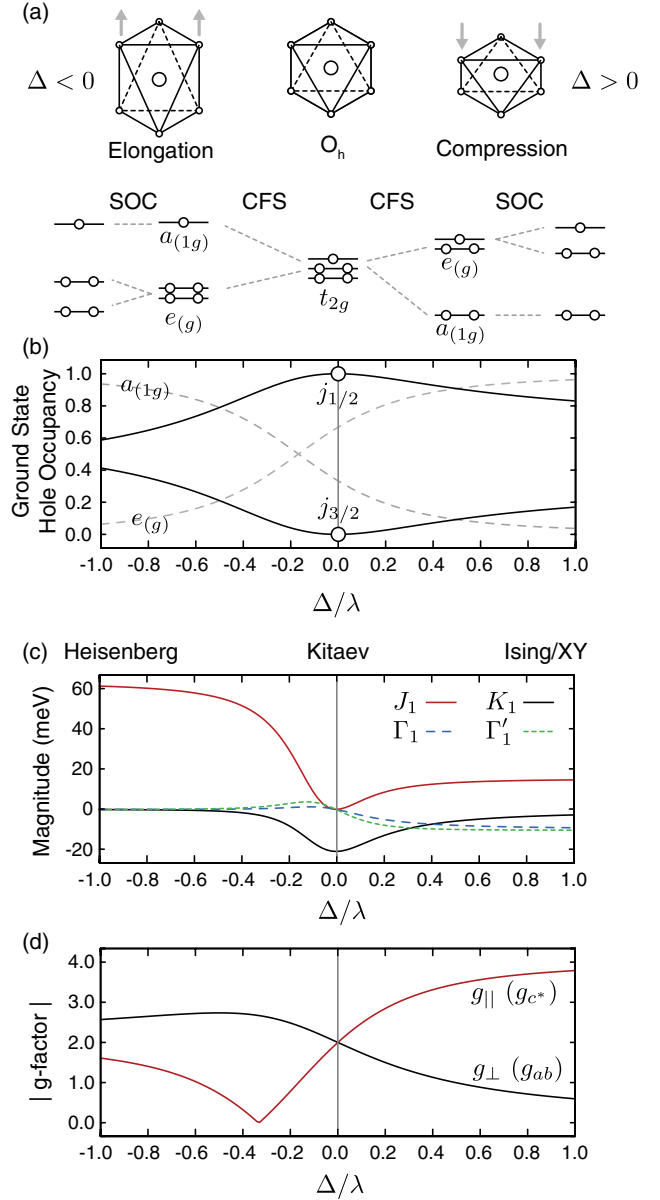 (a)
Δ < 0
Δ > 0
Elongation
O_h
Compression
SOC CFS CFS SOC
a_(1g)
e_(g)
t_2g
e_(g)
a_(1g)
(b)
Ground State
Hole Occupancy
1.0
0.8
0.6
0.4
0.2
0.0
a_(1g)
j_1/2
j_3/2
e_(g)
-1.0 -0.8 -0.6 -0.4 -0.2 0.0 0.2 0.4 0.6 0.8 1.0
Δ/λ
(c)
Heisenberg Kitaev Ising/XY
Magnitude (meV)
60
40
20
0
-20
J_1 K_1
Γ_1 Γ′_1
-1.0 -0.8 -0.6 -0.4 -0.2 0.0 0.2 0.4 0.6 0.8 1.0
Δ/λ
(d)
| g-factor |
4.0
3.0
2.0
1.0
0.0
g_|| (g_c*)
g_⊥ (g_ab)
-1.0 -0.8 -0.6 -0.4 -0.2 0.0 0.2 0.4 0.6 0.8 1.0
Δ/λ